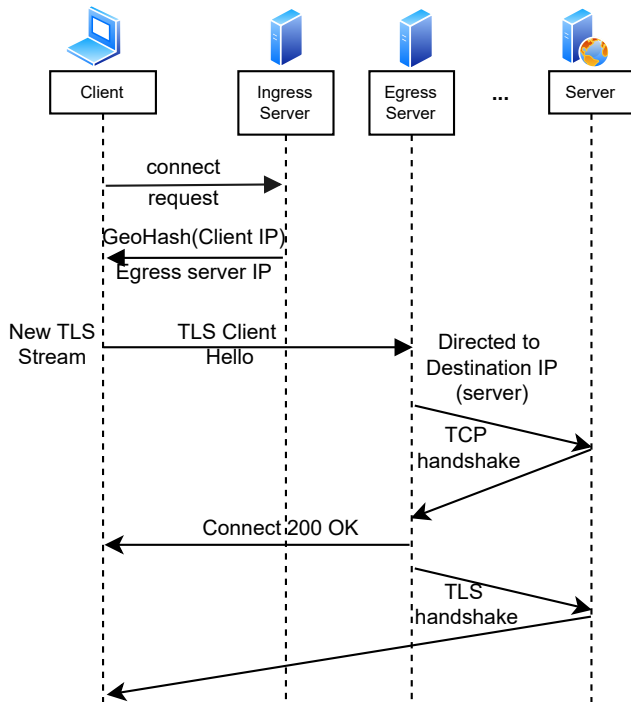 Client
Ingress
Server
Egress
Server
...
Server
connect
request
GeoHash(Client IP)
Egress server IP
New TLS
Stream
TLS Client
Hello
Directed to
Destination IP
(server)
TCP
handshake
Connect 200 OK
TLS
handshake